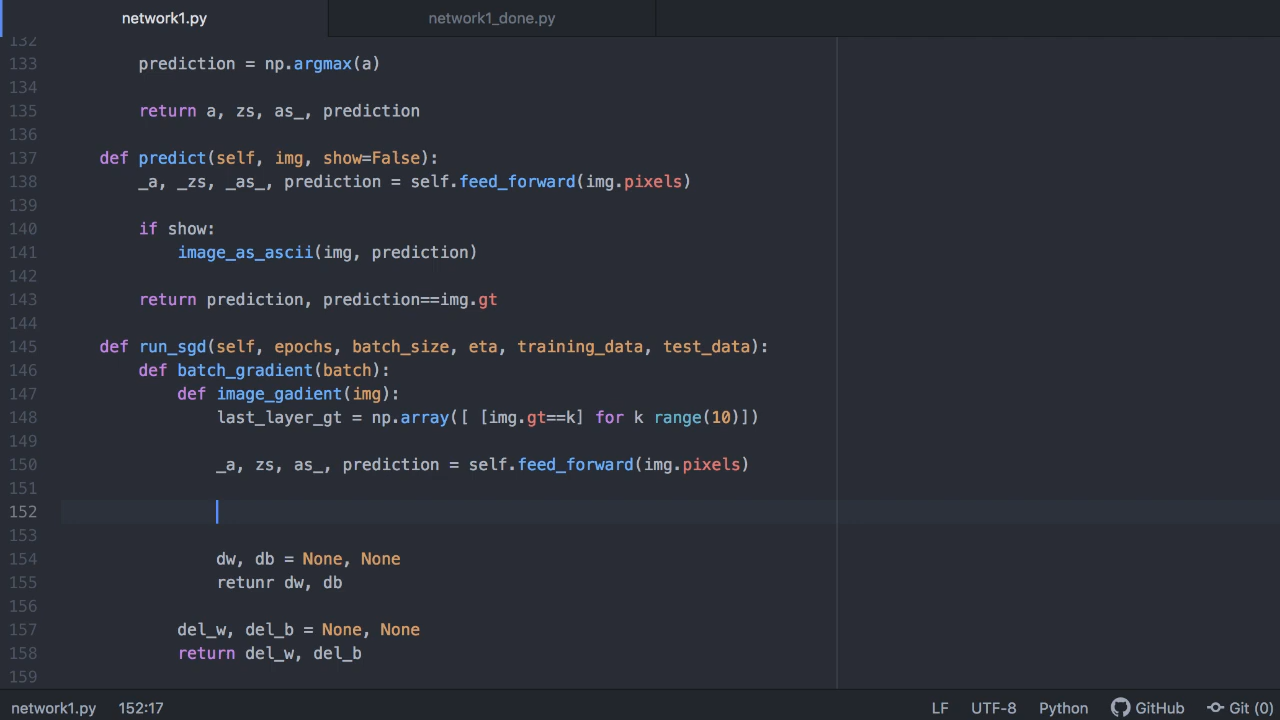 network1.py
network1_done.py
132
133 prediction = np.argmax(a)
134
135 return a, zs, as_, prediction
136
137 def predict(self, img, show=False):
138 _a, _zs, _as_, prediction = self.feed_forward(img.pixels)
139
140 if show:
141 image_as_ascii(img, prediction)
142
143 return prediction, prediction==img.gt
144
145 def run_sgd(self, epochs, batch_size, eta, training_data, test_data):
146 def batch_gradient(batch):
147 def image_gadient(img):
148 last_layer_gt = np.array([ [img.gt==k] for k range(10)])
149
150 _a, zs, as_, prediction = self.feed_forward(img.pixels)
151
152
153
154 dw, db = None, None
155 retunr dw, db
156
157 del_w, del_b = None, None
158 return del_w, del_b
159
network1.py 152:17 LF UTF-8 Python GitHub Git (0)